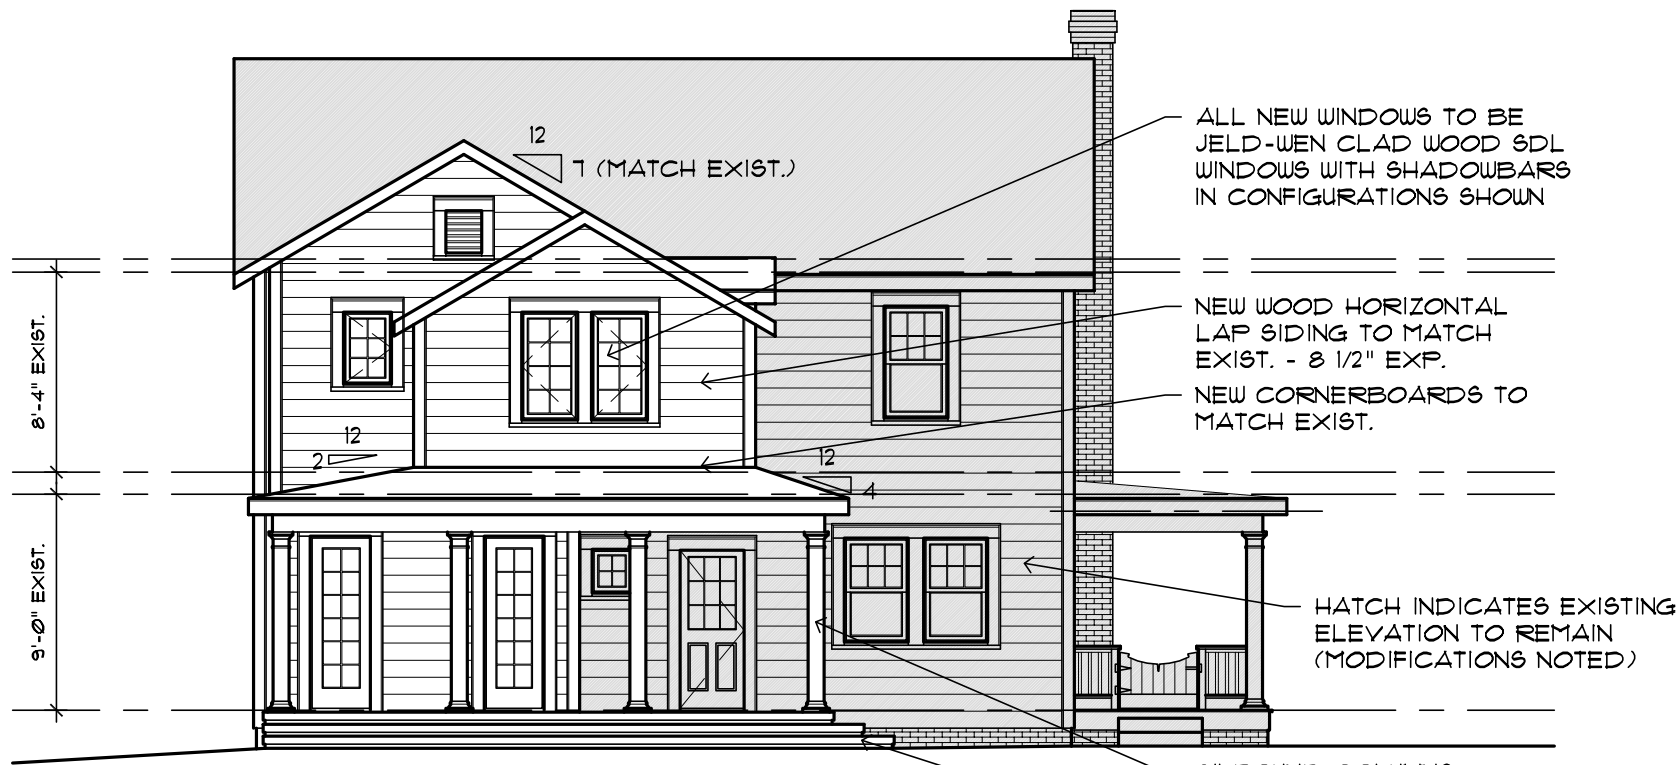 ALL NEW WINDOWS TO BE
JELD-WEN CLAD WOOD SDL
WINDOWS WITH SHADOWBARS
IN CONFIGURATIONS SHOWN
12
7 (MATCH EXIST.)
NEW WOOD HORIZONTAL
LAP SIDING TO MATCH
EXIST. - 8 1/2" EXP.
NEW CORNERBOARDS TO
MATCH EXIST.
8'-4" EXIST.
12
2
12
4
9'-0" EXIST.
HATCH INDICATES EXISTING
ELEVATION TO REMAIN
(MODIFICATIONS NOTED)